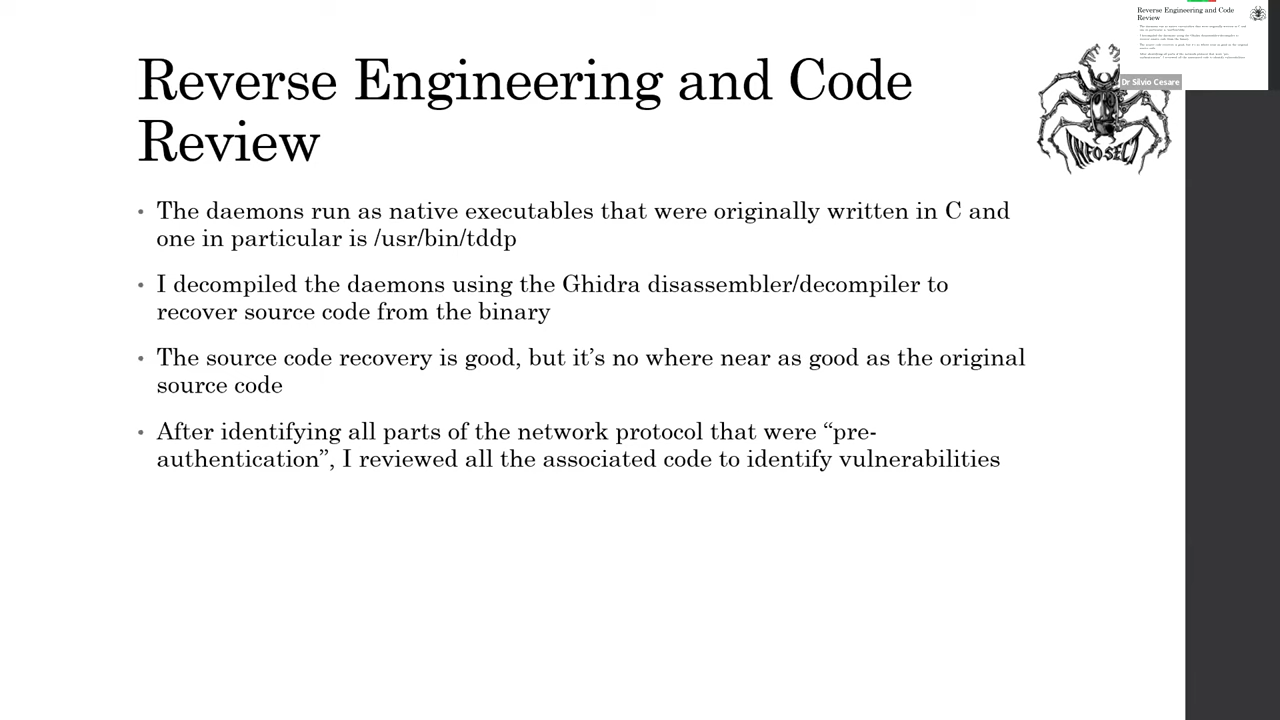 Reverse Engineering and Code
Review
INFOSECT
• The daemons run as native executables that were originally written in C and
one in particular is /usr/bin/tddp
• I decompiled the daemons using the Ghidra disassembler/decompiler to
recover source code from the binary
• The source code recovery is good, but it’s no where near as good as the original
source code
• After identifying all parts of the network protocol that were “pre-
authentication”, I reviewed all the associated code to identify vulnerabilities
Reverse Engineering and Code
Review
Dr Silvio Cesare